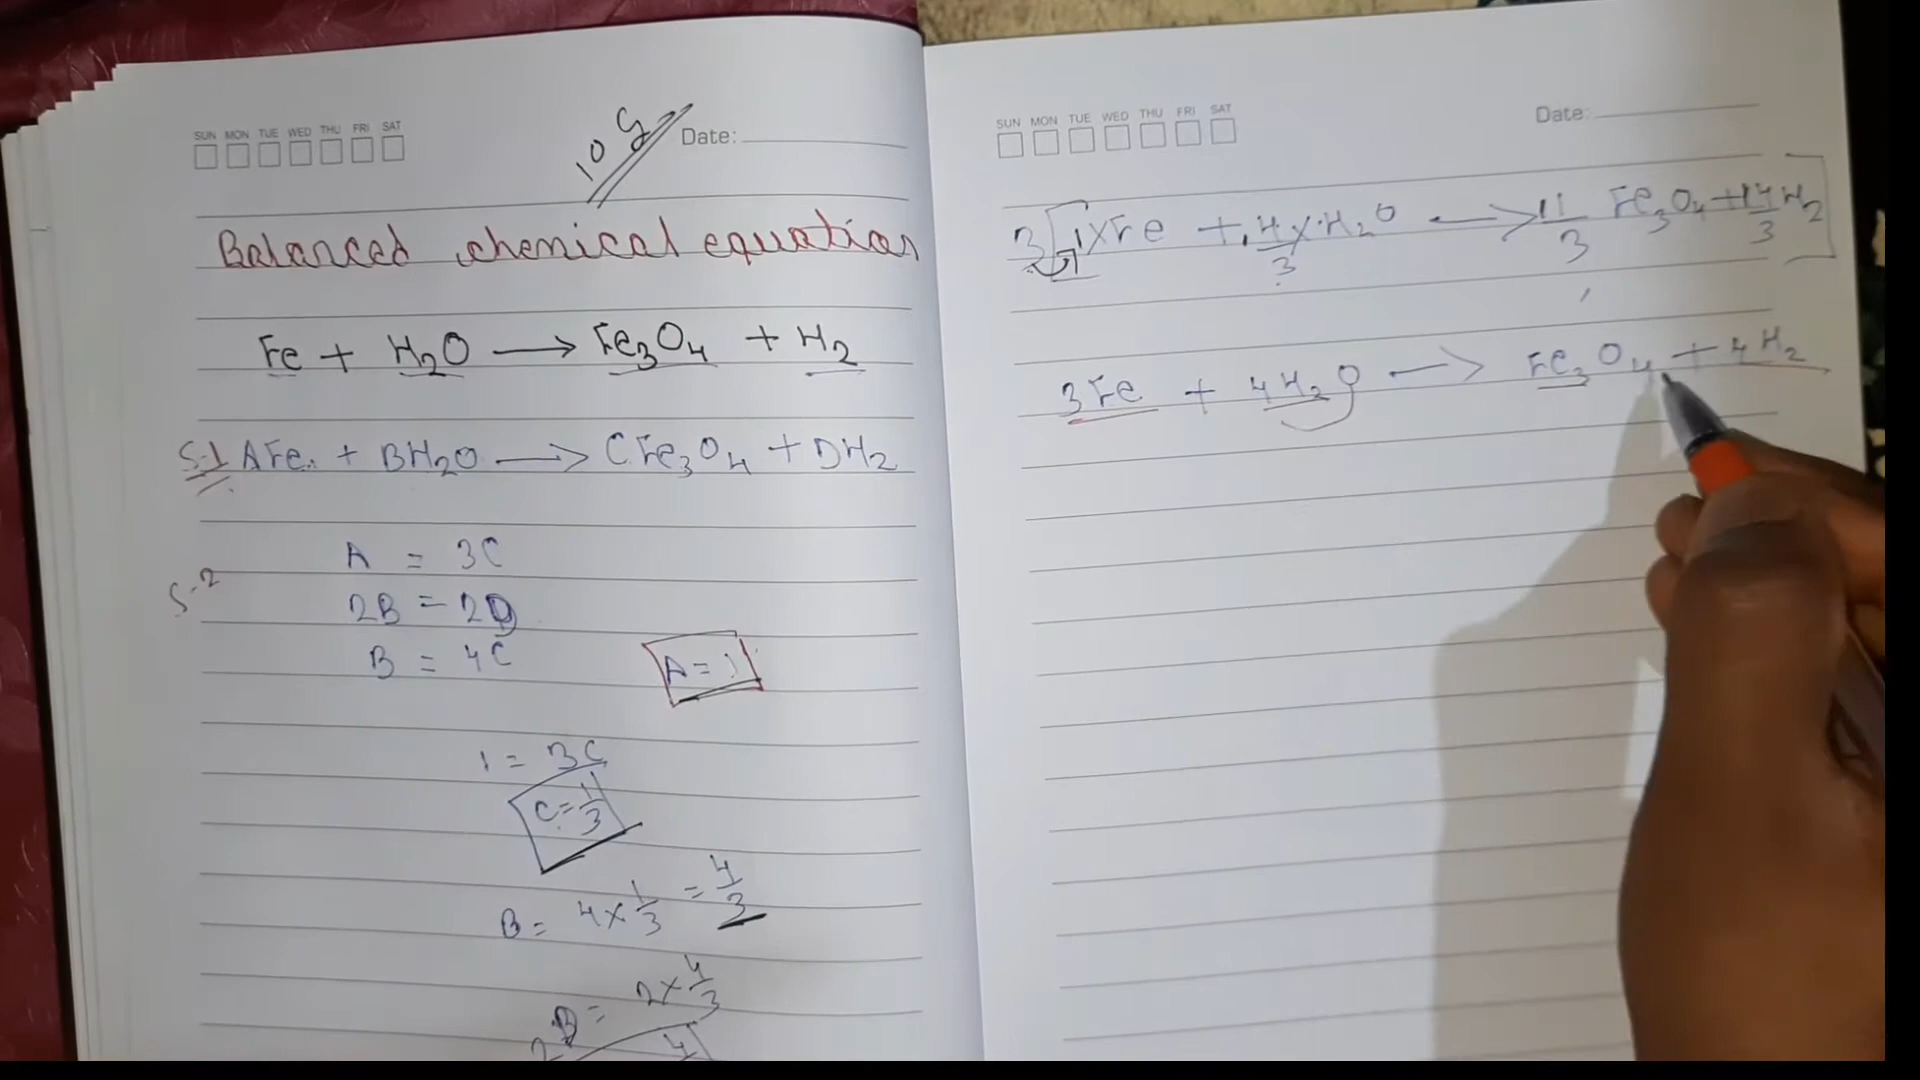 SUN MON TUE WED THU FRI SAT
10 G
Date:
Balanced chemical equation
Fe + H2O → Fe3O4 + H2
S-1 AFe + BH2O → CFe3O4 + DH2
S-2
A = 3C
2B = 2D
B = 4C
A = 1
1 = 3C
C = 1/3
B = 4 × 1/3 = 4/3
= 2 × 4/3
SUN MON TUE WED THU FRI SAT
Date:
3 [1 × Fe + 4/3 × H2O → 1/3 Fe3O4 + 4/3 H2]
3Fe + 4H2O → Fe3O4 + 4H2